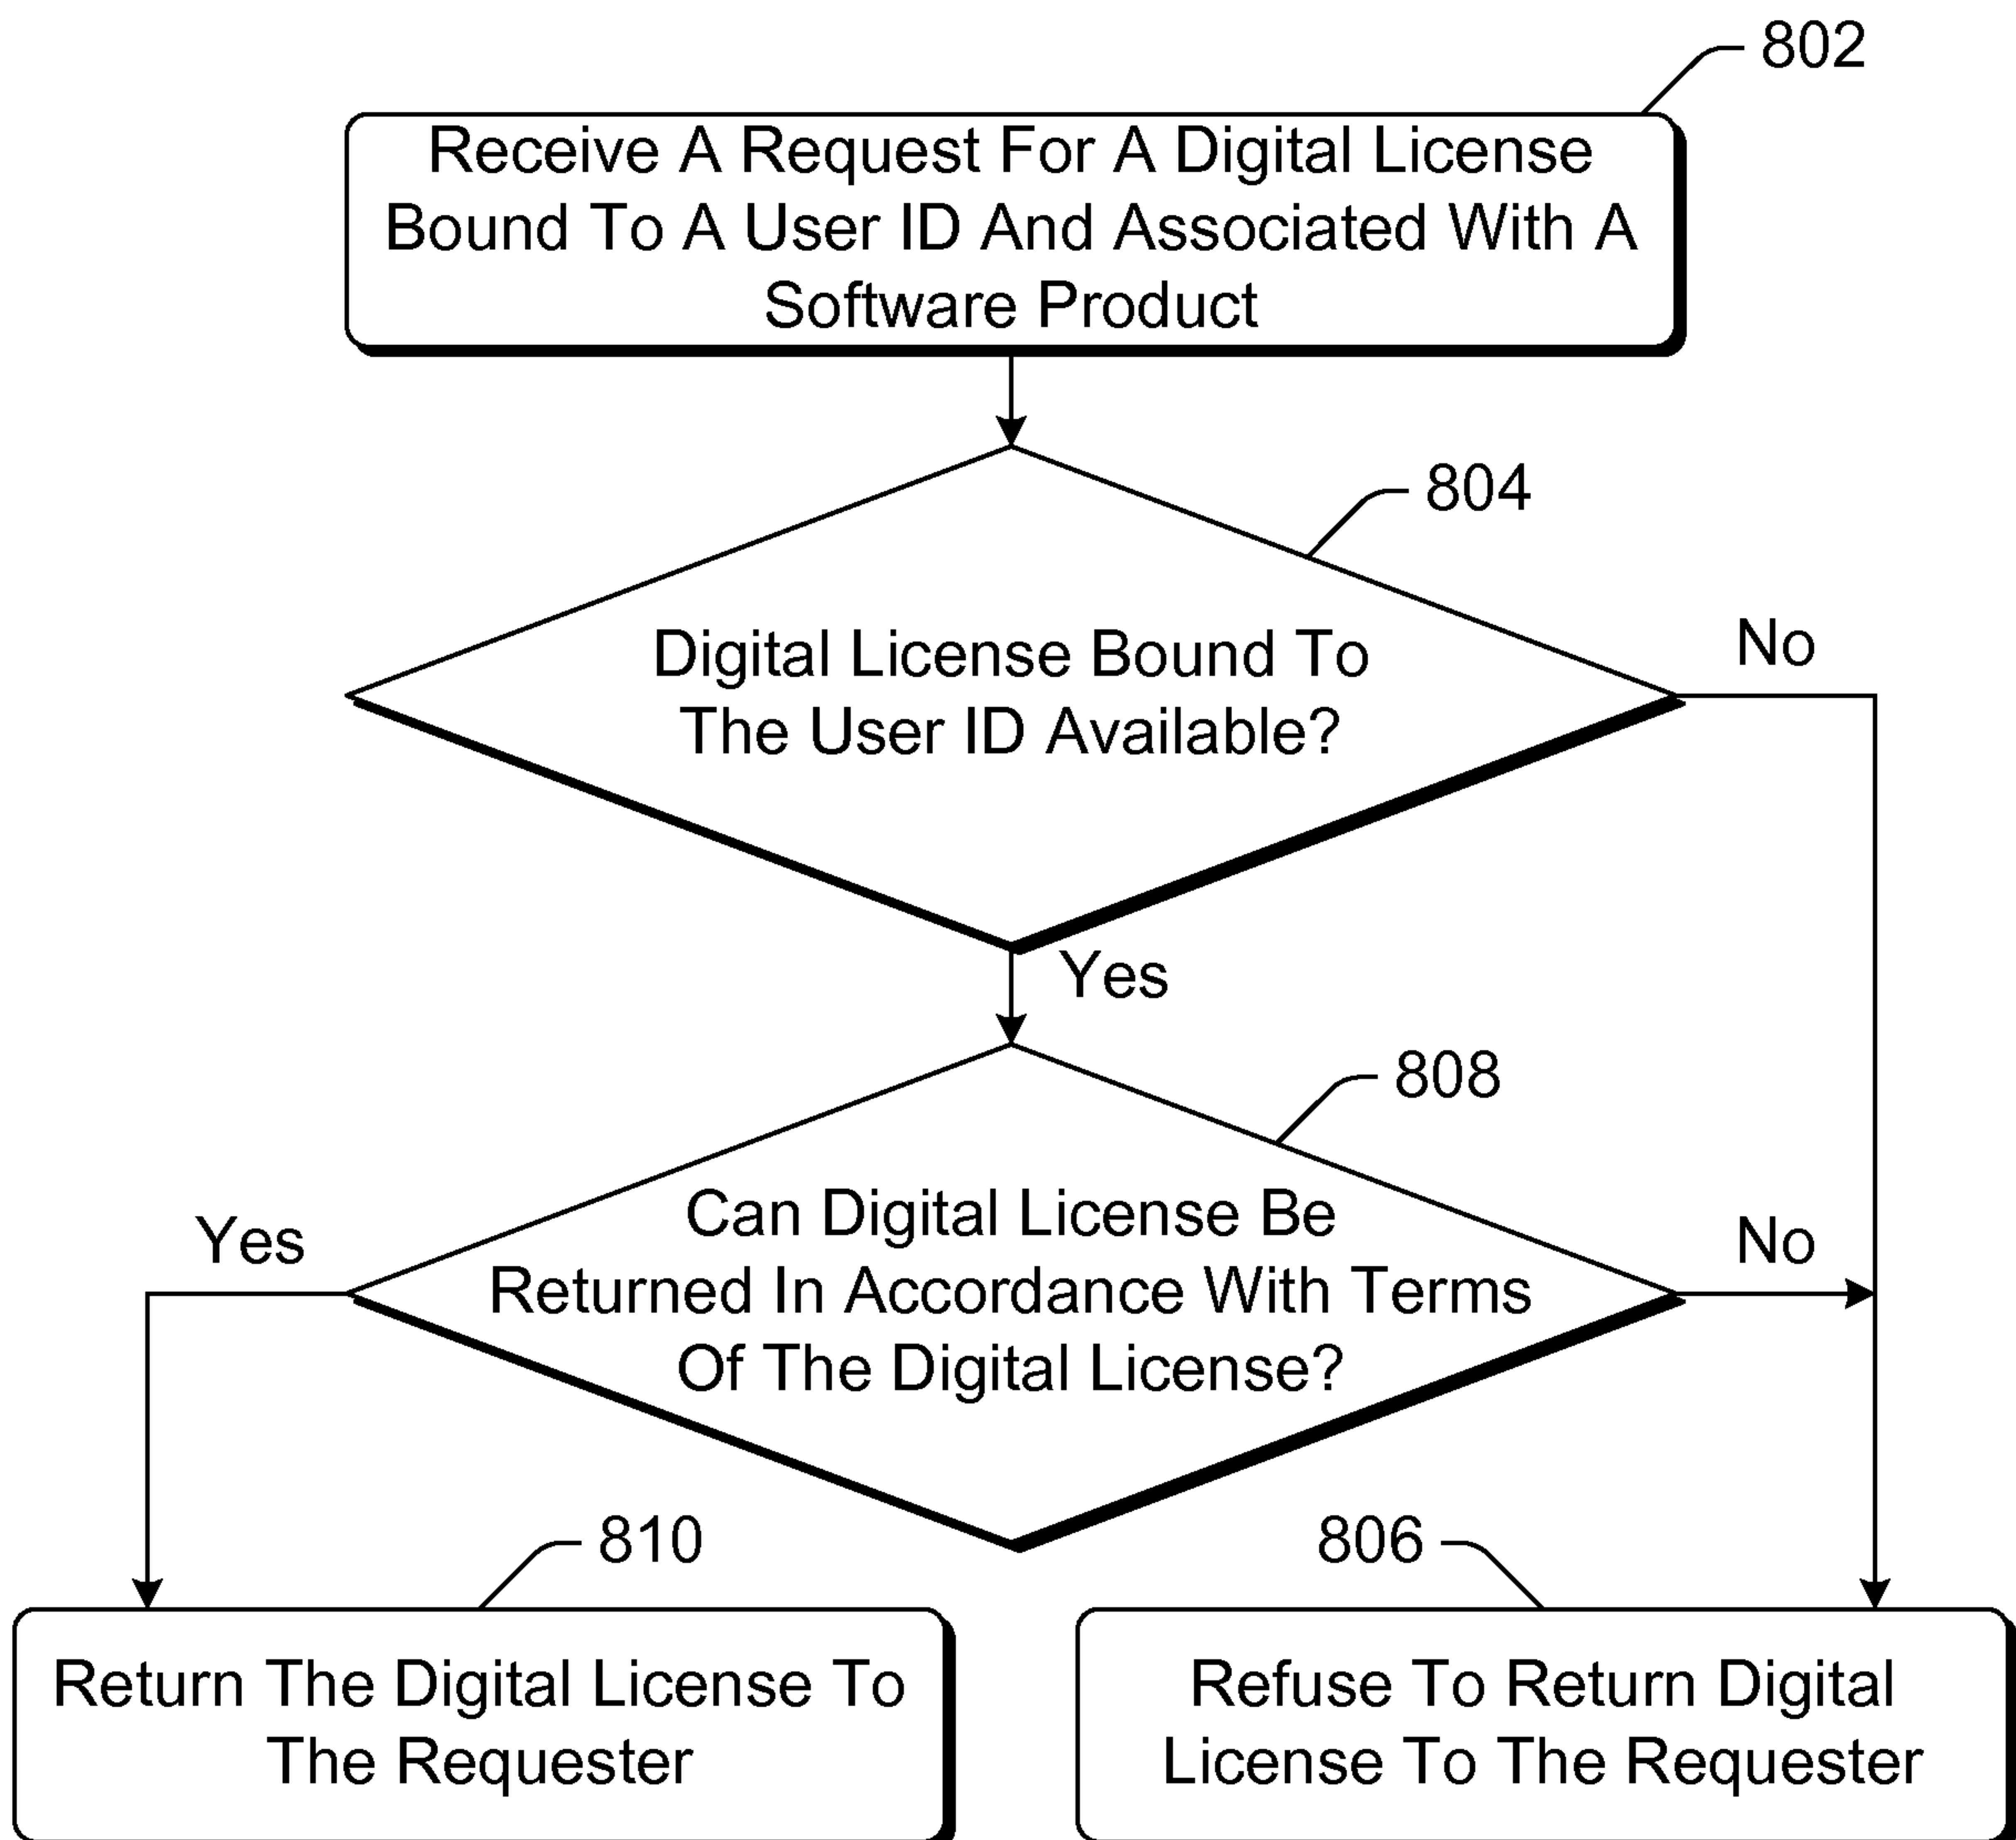 802
Receive A Request For A Digital License
Bound To A User ID And Associated With A
Software Product
804
Digital License Bound To
The User ID Available?
No
Yes
808
Can Digital License Be
Returned In Accordance With Terms
Of The Digital License?
Yes
No
810
Return The Digital License To
The Requester
806
Refuse To Return Digital
License To The Requester